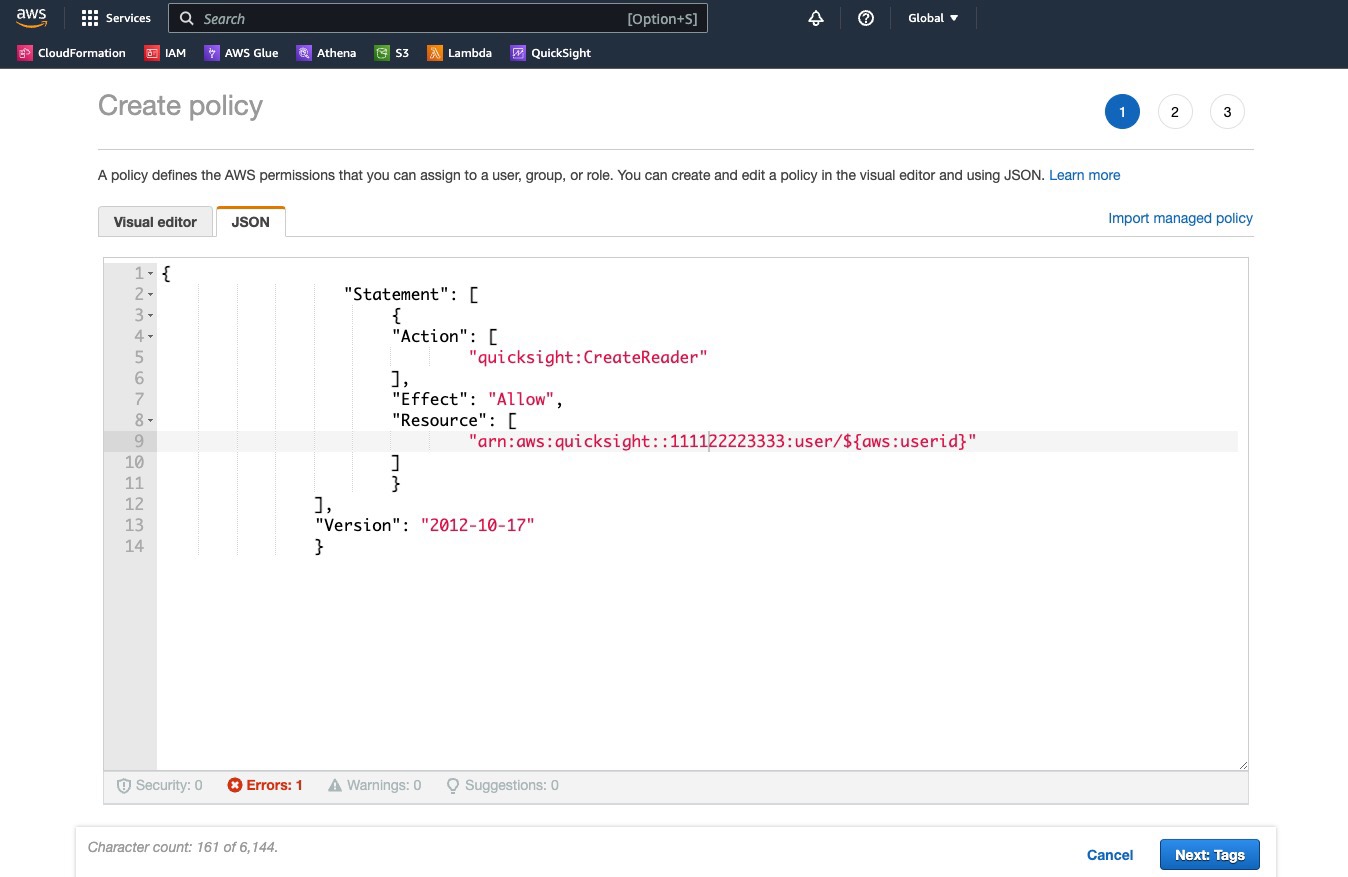 aws Services Search [Option+S] Global
CloudFormation IAM AWS Glue Athena S3 Lambda QuickSight
Create policy 1 2 3
A policy defines the AWS permissions that you can assign to a user, group, or role. You can create and edit a policy in the visual editor and using JSON. Learn more
Visual editor JSON Import managed policy
1 {
2 "Statement": [
3 {
4 "Action": [
5 "quicksight:CreateReader"
6 ],
7 "Effect": "Allow",
8 "Resource": [
9 "arn:aws:quicksight::111122223333:user/${aws:userid}"
10 ]
11 }
12 ],
13 "Version": "2012-10-17"
14 }
Security: 0 Errors: 1 Warnings: 0 Suggestions: 0
Character count: 161 of 6,144. Cancel Next: Tags